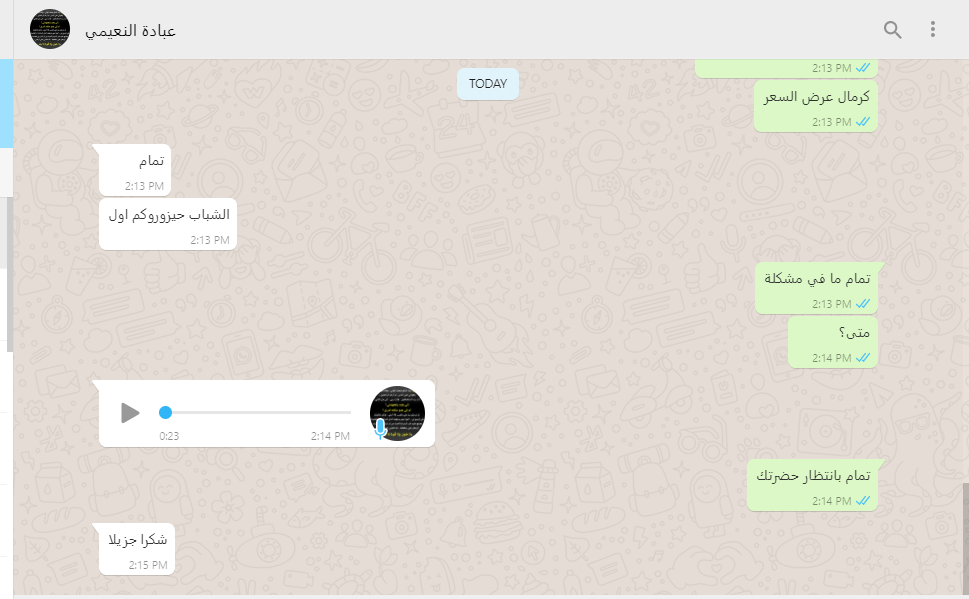 عبادة النعيمي
2:13 PM
TODAY
كرمال عرض السعر
2:13 PM
تمام
2:13 PM
الشباب حيزوروكم اول
2:13 PM
تمام ما في مشكلة
2:13 PM
متى؟
2:14 PM
0:23
2:14 PM
تمام بانتظار حضرتك
2:14 PM
شكرا جزيلا
2:15 PM